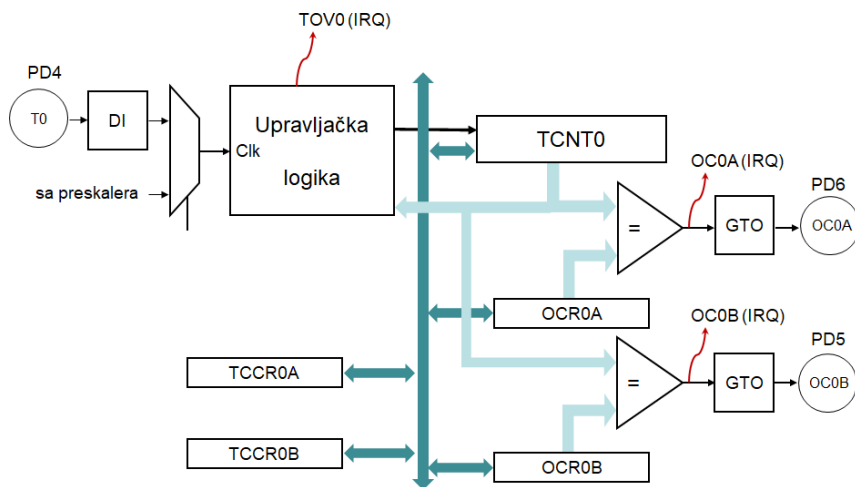 TOV0 (IRQ)
PD4
T0
DI
Upravljačka
logika
Clk
sa preskalera
TCNT0
OC0A (IRQ)
PD6
=
GTO
OC0A
OCR0A
OC0B (IRQ)
PD5
TCCR0A
=
GTO
OC0B
TCCR0B
OCR0B